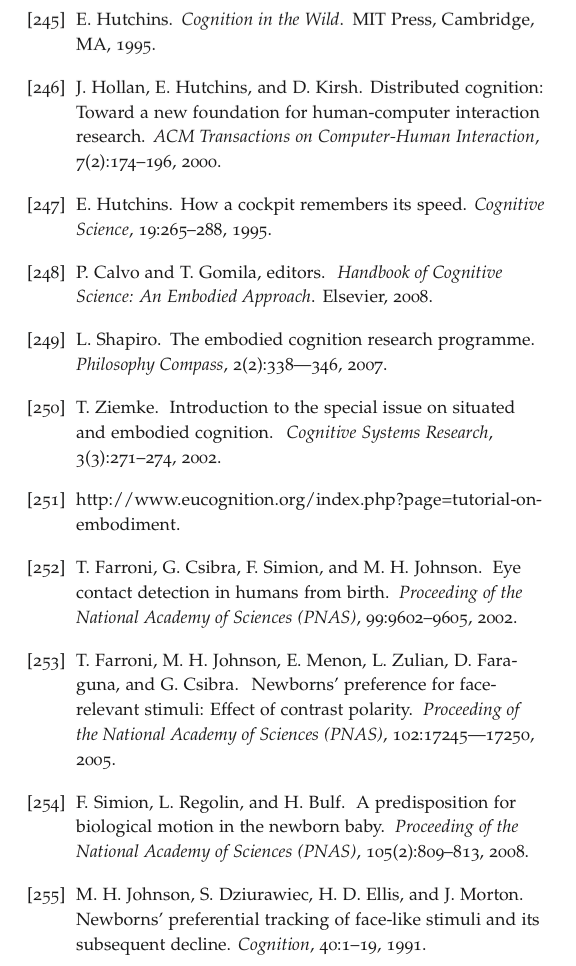 [245] E. Hutchins. Cognition in the Wild. MIT Press, Cambridge,
MA, 1995.
[246] J. Hollan, E. Hutchins, and D. Kirsh. Distributed cognition:
Toward a new foundation for human-computer interaction
research. ACM Transactions on Computer-Human Interaction,
7(2):174–196, 2000.
[247] E. Hutchins. How a cockpit remembers its speed. Cognitive
Science, 19:265–288, 1995.
[248] P. Calvo and T. Gomila, editors. Handbook of Cognitive
Science: An Embodied Approach. Elsevier, 2008.
[249] L. Shapiro. The embodied cognition research programme.
Philosophy Compass, 2(2):338—346, 2007.
[250] T. Ziemke. Introduction to the special issue on situated
and embodied cognition. Cognitive Systems Research,
3(3):271–274, 2002.
[251] http://www.eucognition.org/index.php?page=tutorial-on-
embodiment.
[252] T. Farroni, G. Csibra, F. Simion, and M. H. Johnson. Eye
contact detection in humans from birth. Proceeding of the
National Academy of Sciences (PNAS), 99:9602–9605, 2002.
[253] T. Farroni, M. H. Johnson, E. Menon, L. Zulian, D. Fara-
guna, and G. Csibra. Newborns’ preference for face-
relevant stimuli: Effect of contrast polarity. Proceeding of
the National Academy of Sciences (PNAS), 102:17245—17250,
2005.
[254] F. Simion, L. Regolin, and H. Bulf. A predisposition for
biological motion in the newborn baby. Proceeding of the
National Academy of Sciences (PNAS), 105(2):809–813, 2008.
[255] M. H. Johnson, S. Dziurawiec, H. D. Ellis, and J. Morton.
Newborns’ preferential tracking of face-like stimuli and its
subsequent decline. Cognition, 40:1–19, 1991.